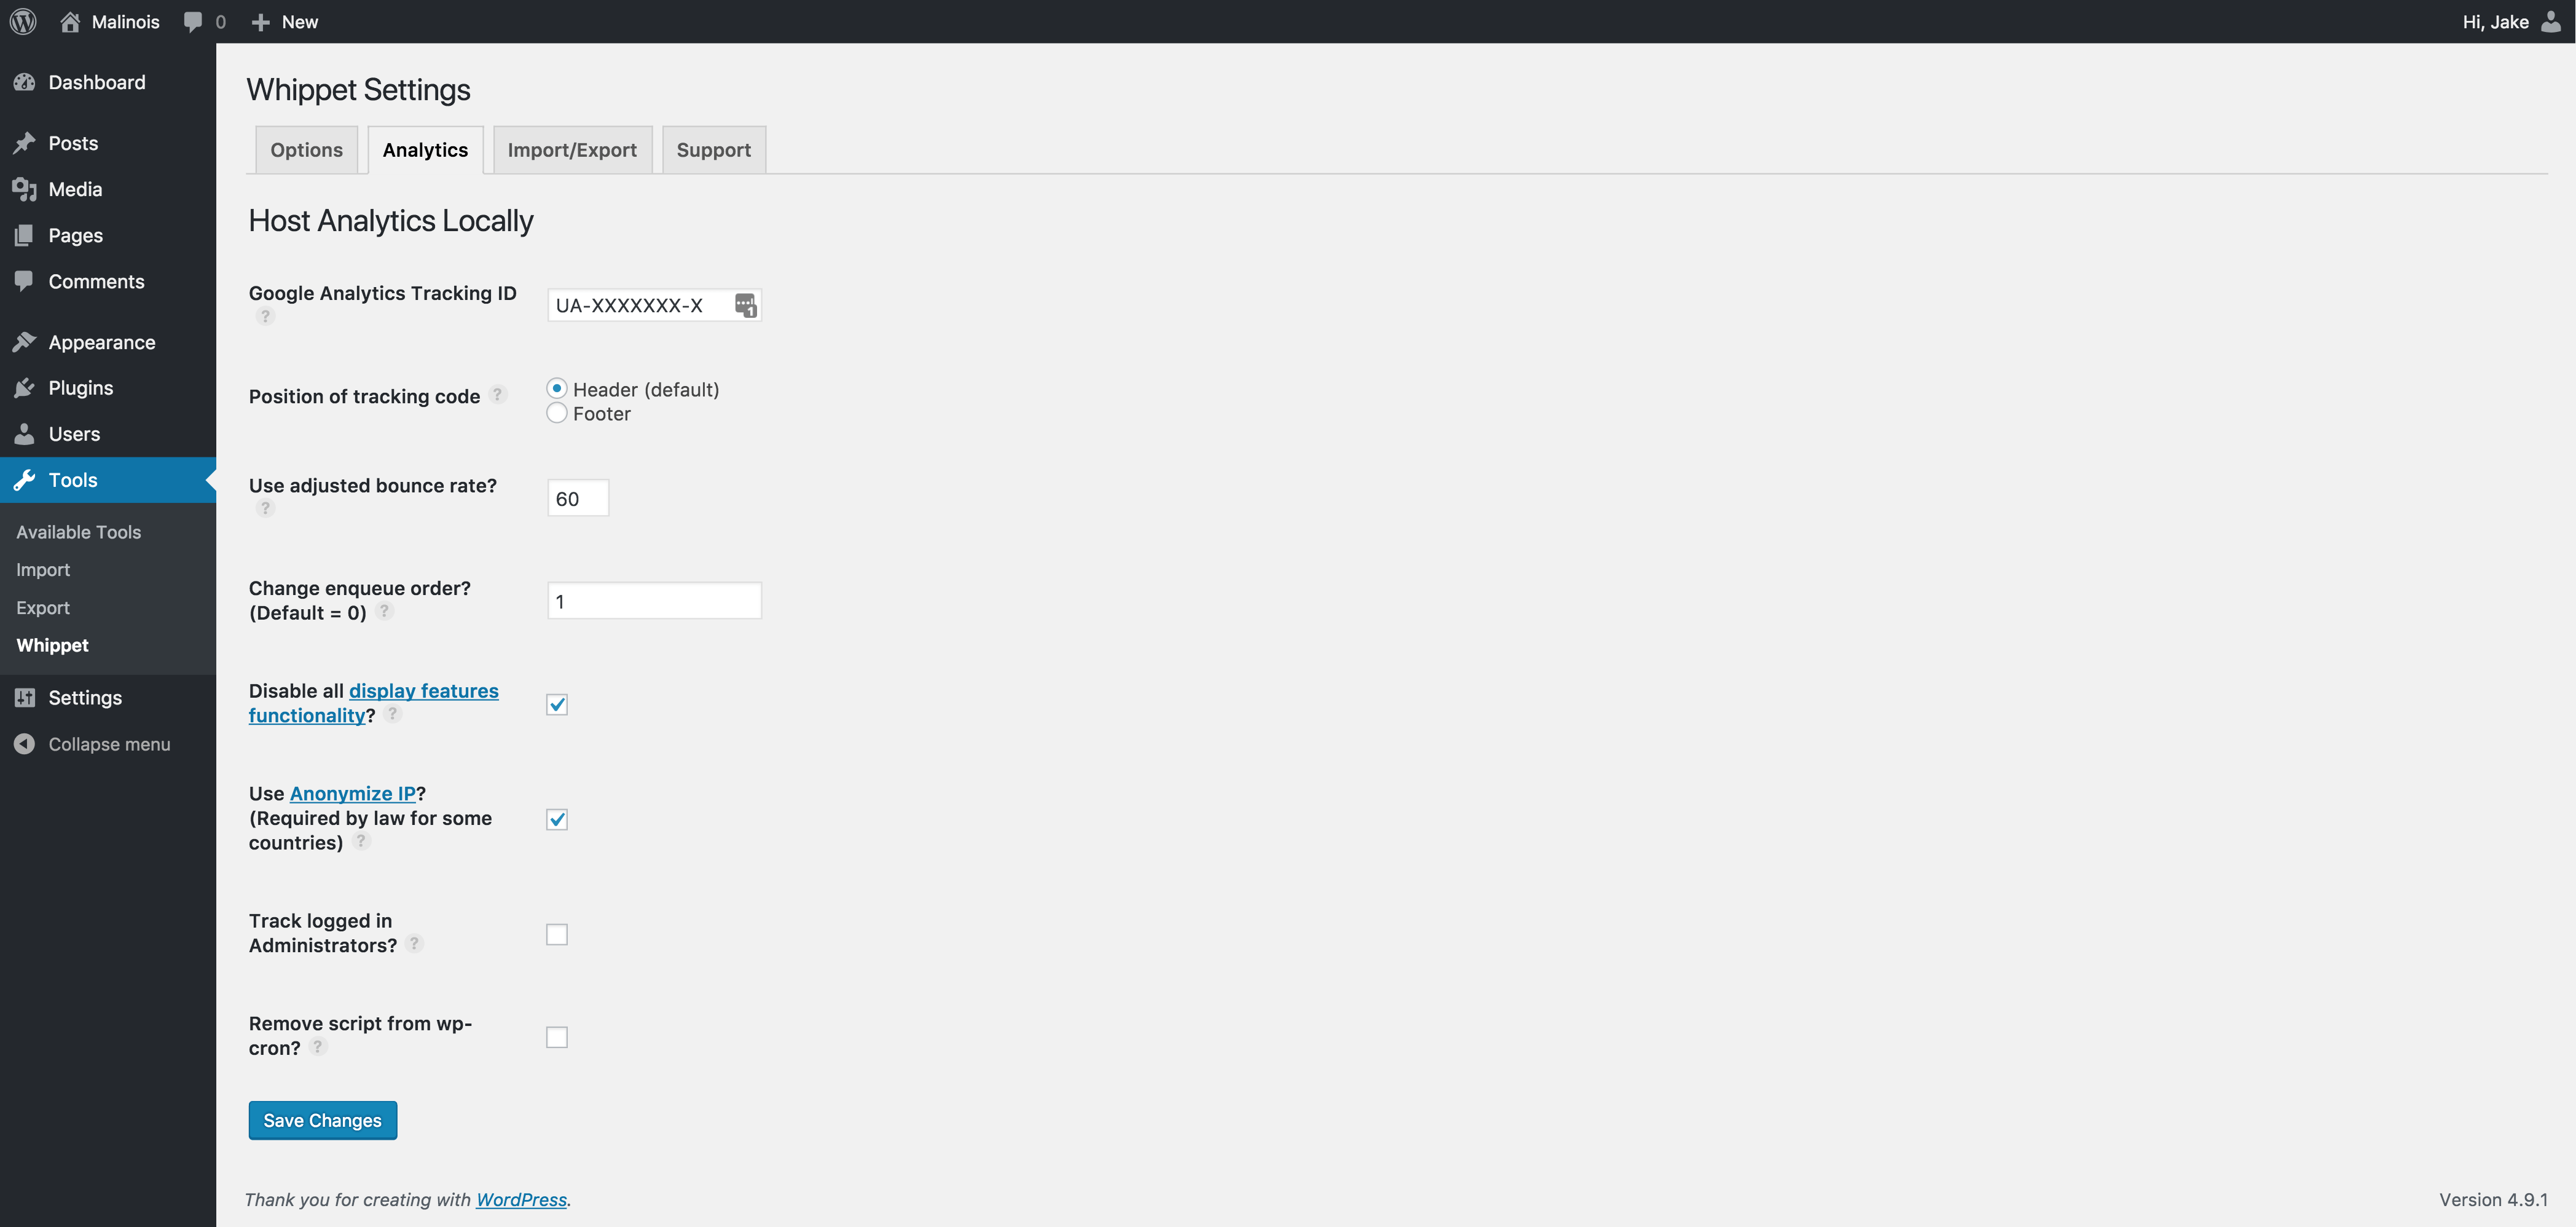 Malinois 0 New Hi, Jake
Dashboard
Posts
Media
Pages
Comments
Appearance
Plugins
Users
Tools
Available Tools
Import
Export
Whippet
Settings
Collapse menu
Whippet Settings
Options Analytics Import/Export Support
Host Analytics Locally
Google Analytics Tracking ID
?
UA-XXXXXXX-X 1
Position of tracking code ?
Header (default)
Footer
Use adjusted bounce rate?
?
60
Change enqueue order?
(Default = 0) ?
1
Disable all display features
functionality? ?
Use Anonymize IP?
(Required by law for some
countries) ?
Track logged in
Administrators? ?
Remove script from wp-
cron? ?
Save Changes
Thank you for creating with WordPress.
Version 4.9.1